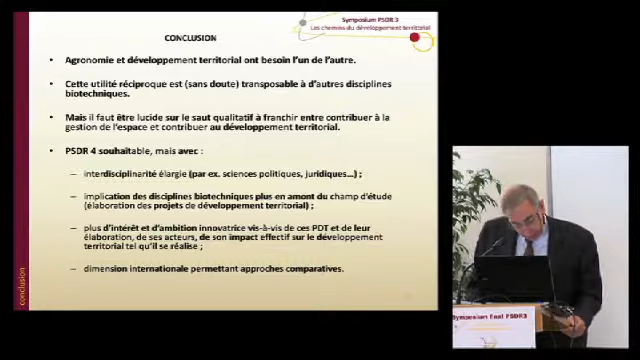 Symposium PSDR 3
Les chemins du développement territorial
CONCLUSION
• Agronomie et développement territorial ont besoin l'un de l'autre.
• Cette utilité réciproque est (sans doute) transposable à d'autres disciplines
biotechniques.
• Mais il faut être lucide sur le saut qualitatif à franchir entre contribuer à la
gestion de l'espace et contribuer au développement territorial.
• PSDR 4 souhaitable, mais avec :
– interdisciplinarité élargie (par ex. sciences politiques, juridiques...) ;
– implication des disciplines biotechniques plus en amont du champ d'étude
(élaboration des projets de développement territorial) ;
– plus d'intérêt et d'ambition innovatrice vis-à-vis de ces PDT et de leur
élaboration, de ses acteurs, de son impact effectif sur le développement
territorial tel qu'il se réalise ;
– dimension internationale permettant approches comparatives.
conclusion
Symposium Final PSDR3